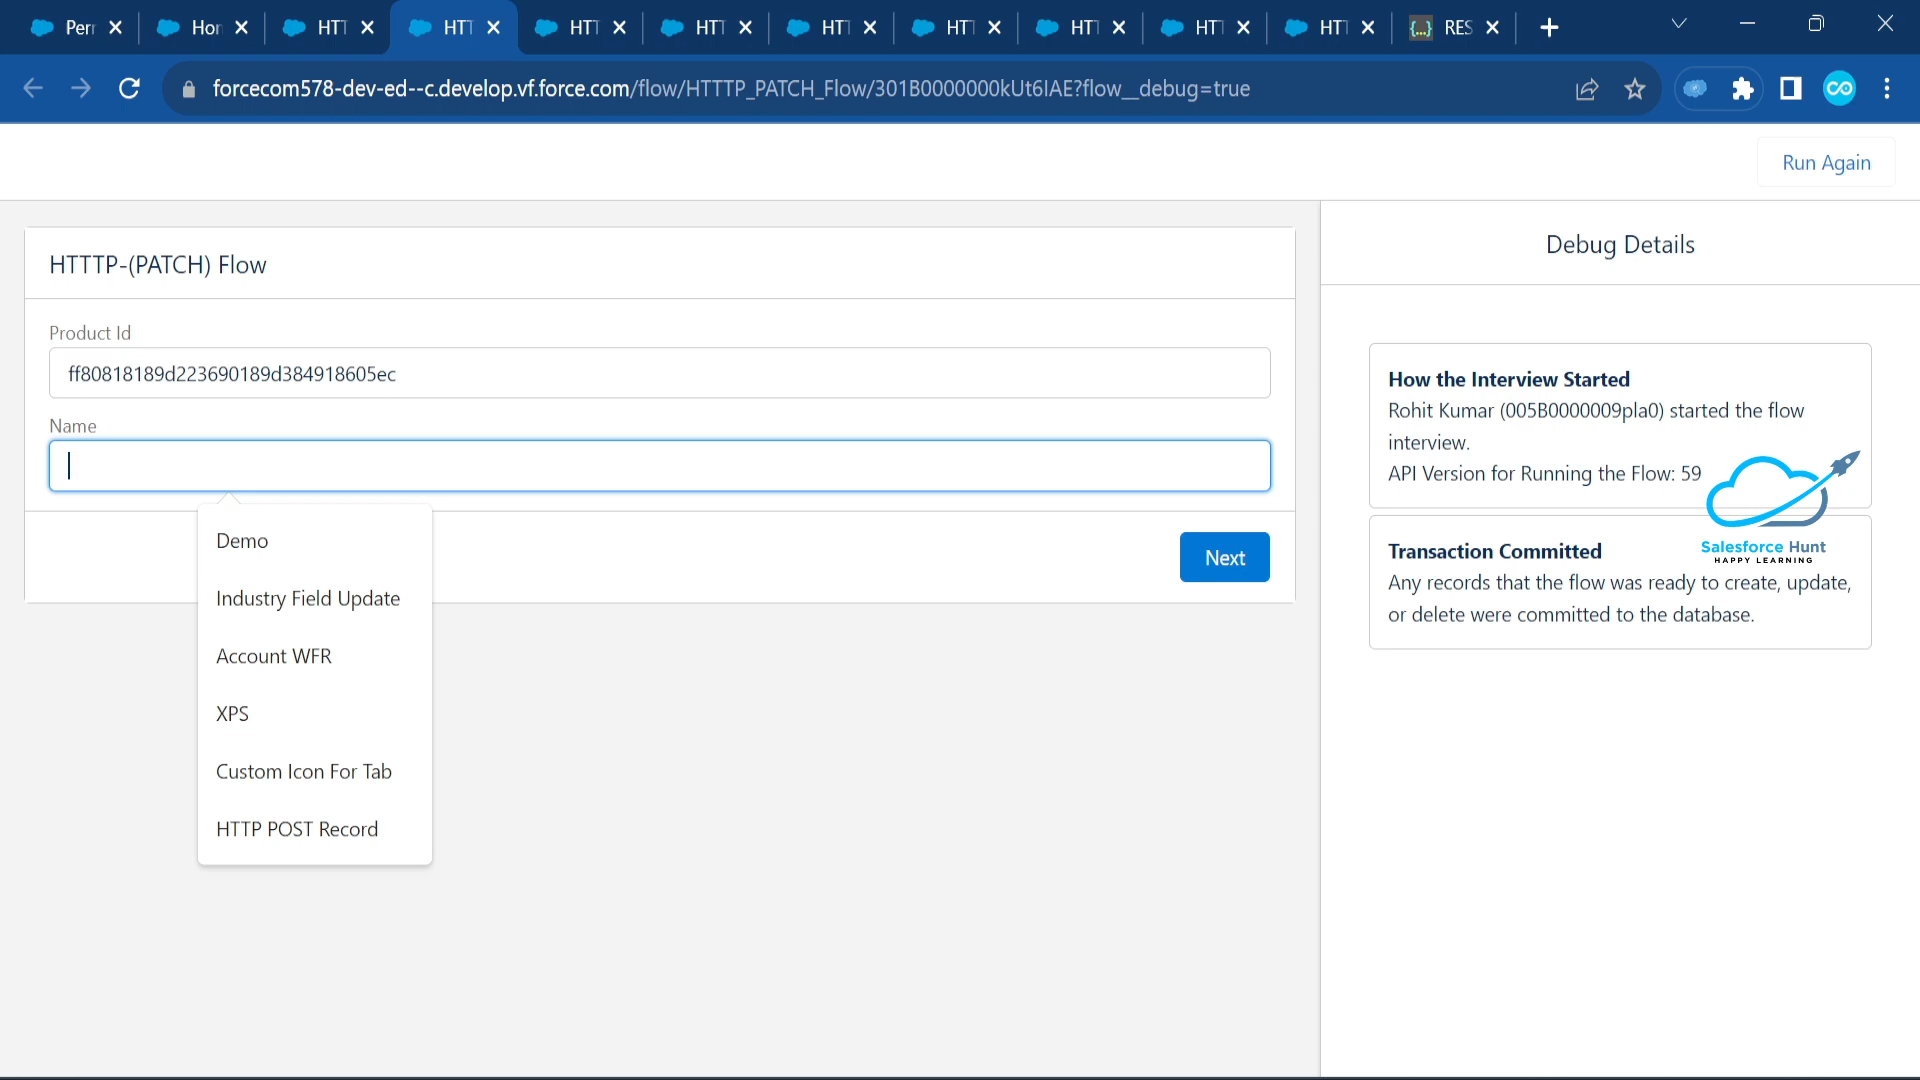 Per
Hor
HTT
HTT
HTT
HTT
HTT
HTT
HTT
HTT
HTT
{...} RES
forcecom578-dev-ed--c.develop.vf.force.com/flow/HTTTP_PATCH_Flow/301B0000000kUt6IAE?flow__debug=true
Run Again
HTTTP-(PATCH) Flow
Product Id
ff80818189d223690189d384918605ec
Name
Demo
Industry Field Update
Account WFR
XPS
Custom Icon For Tab
HTTP POST Record
Next
Debug Details
How the Interview Started
Rohit Kumar (005B0000009pla0) started the flow
interview.
API Version for Running the Flow: 59
Salesforce Hunt
HAPPY LEARNING
Transaction Committed
Any records that the flow was ready to create, update,
or delete were committed to the database.